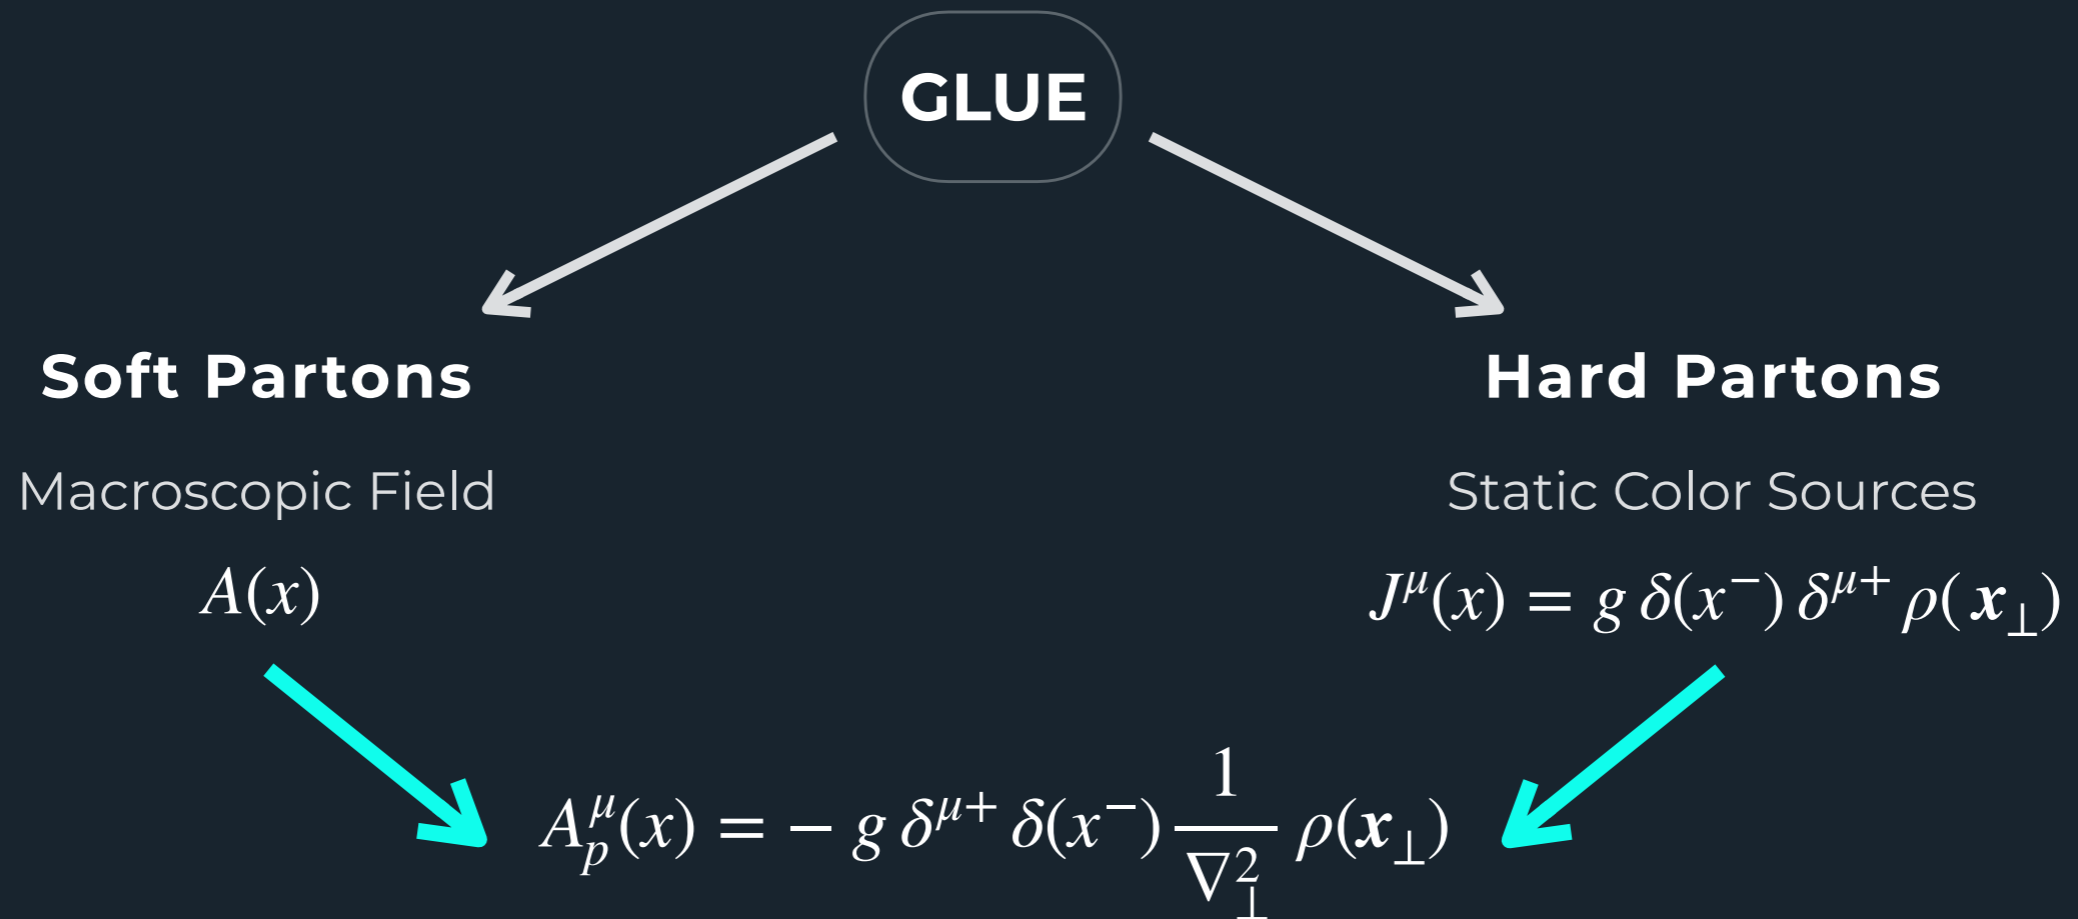 GLUE
Soft Partons
Hard Partons
Macroscopic Field
Static Color Sources
A(x)
J^μ(x) = g δ(x^−) δ^{μ+} ρ(x_⊥)
A_p^μ(x) = − g δ^{μ+} δ(x^−) 1/∇_⊥^2 ρ(x_⊥)